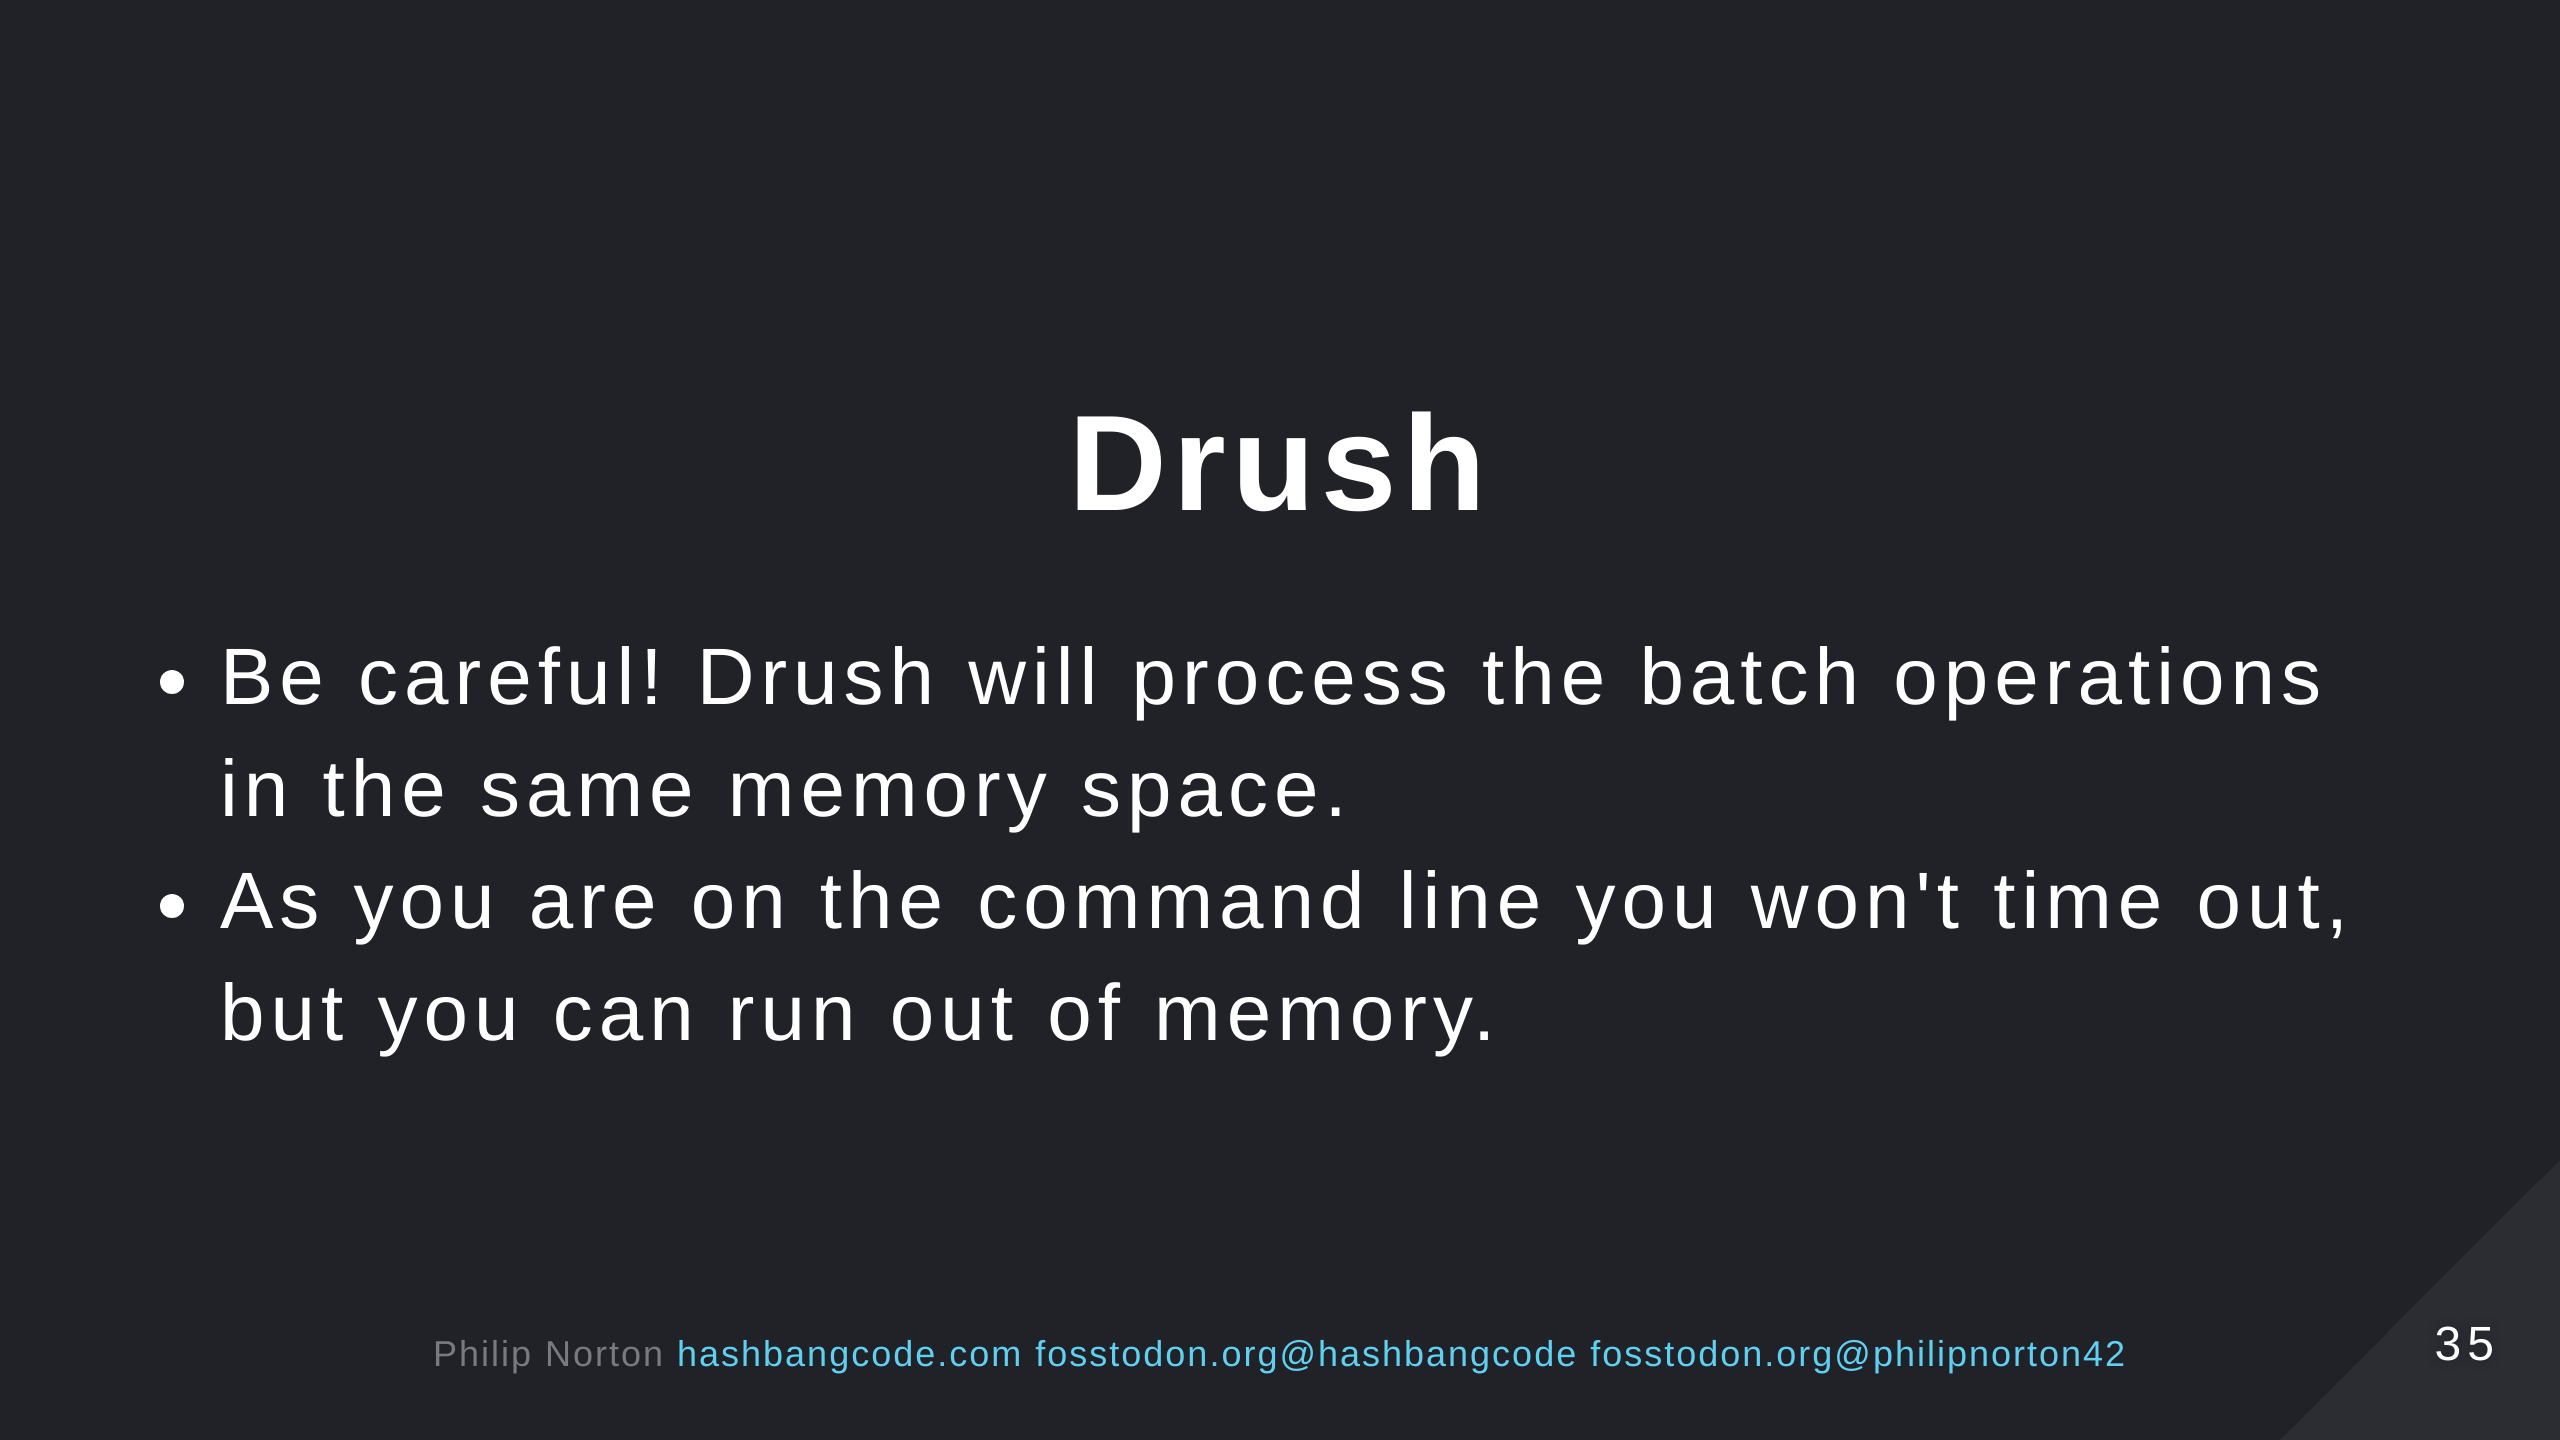 Drush
Be careful! Drush will process the batch operations
in the same memory space.
As you are on the command line you won't time out,
but you can run out of memory.
Philip Norton hashbangcode.com fosstodon.org@hashbangcode fosstodon.org@philipnorton42
35